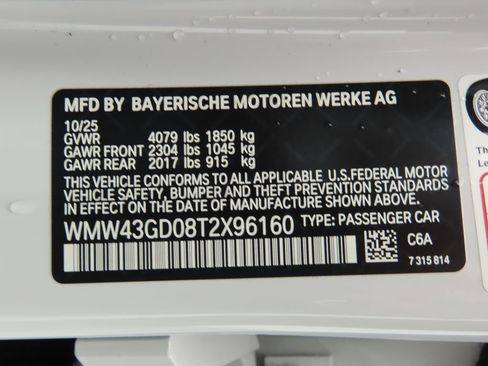 MFD BY BAYERISCHE MOTOREN WERKE AG
10/25
GVWR 4079 lbs 1850 kg
GAWR FRONT 2304 lbs 1045 kg
GAWR REAR 2017 lbs 915 kg
THIS VEHICLE CONFORMS TO ALL APPLICABLE U.S.FEDERAL MOTOR
VEHICLE SAFETY, BUMPER AND THEFT PREVENTION STANDARDS
IN EFFECT ON THE DATE OF MANUFACTURE SHOWN ABOVE.
WMW43GD08T2X96160 TYPE: PASSENGER CAR
C6A
7 315 814
Th
Le